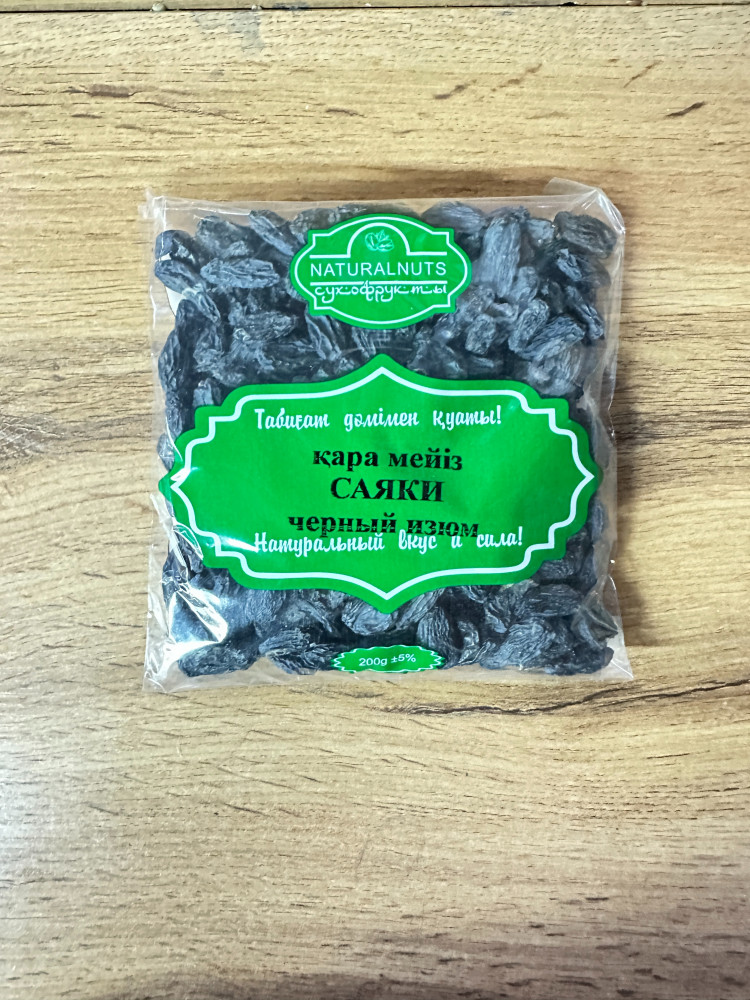 NATURALNUTS
сухофрукты
Табиғат дәмімен қуаты!
қара мейіз
САЯКИ
черный изюм
Натуральный вкус и сила!
200g ±5%